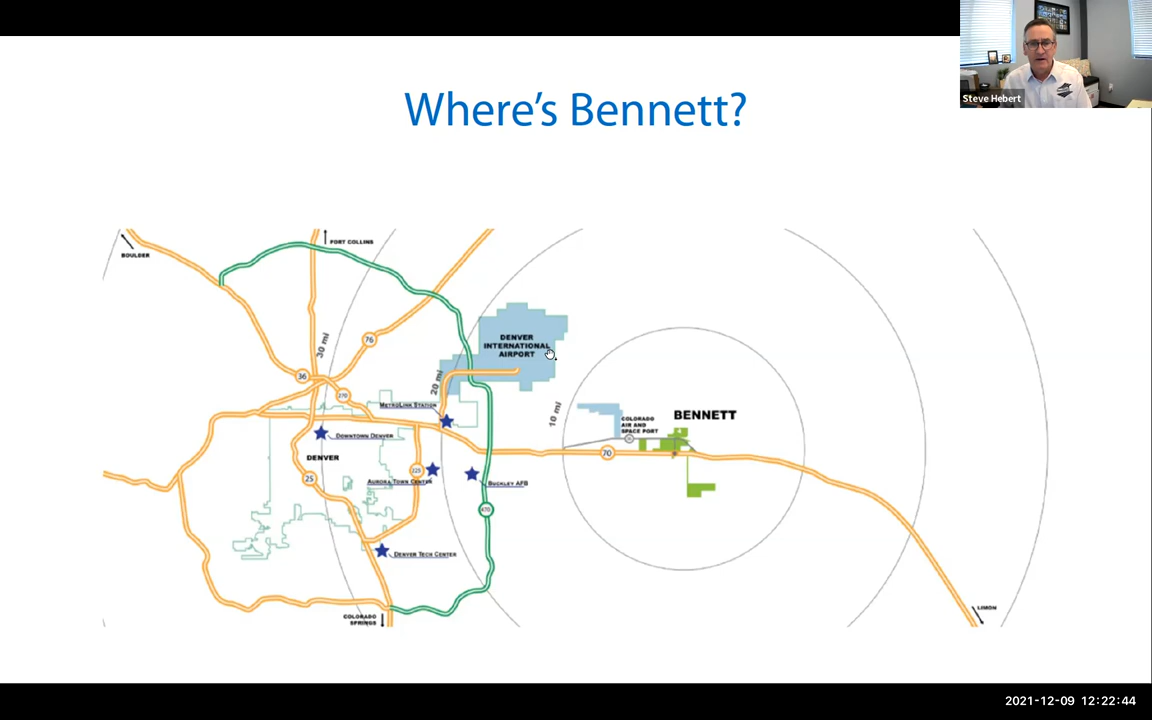 Steve Hebert
Where's Bennett?
BOULDER
FORT COLLINS
30 mi
76
DENVER
INTERNATIONAL
AIRPORT
36
20 mi
270
METROLINK STATION
10 mi
COLORADO
AIR AND
SPACE PORT
BENNETT
DOWNTOWN DENVER
DENVER
70
25
225
AURORA TOWN CENTER
BUCKLEY AFB
470
DENVER TECH CENTER
COLORADO
SPRINGS
LIMON
2021-12-09 12:22:44